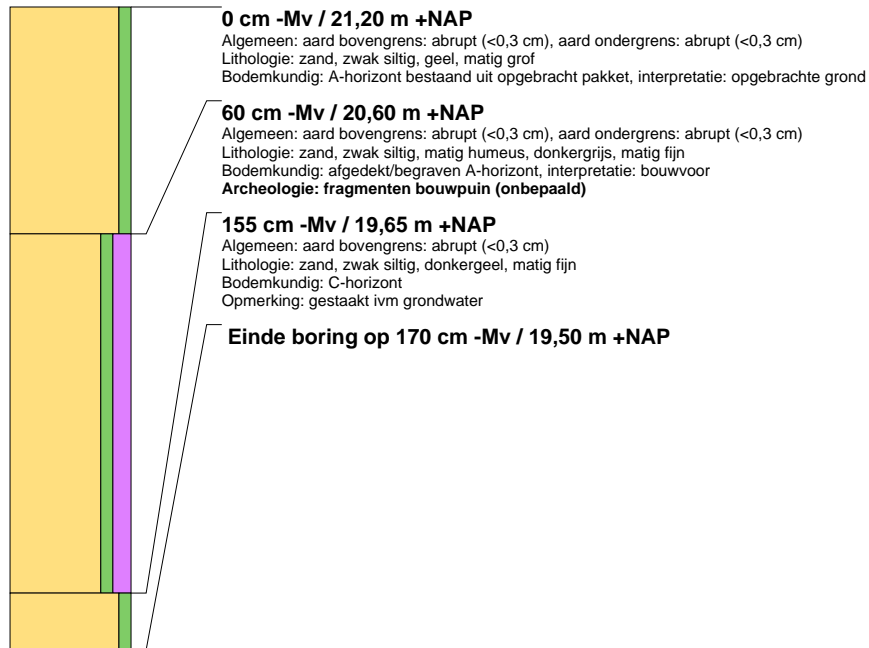 0 cm -Mv / 21,20 m +NAP
Algemeen: aard bovengrens: abrupt (<0,3 cm), aard ondergrens: abrupt (<0,3 cm)
Lithologie: zand, zwak siltig, geel, matig grof
Bodemkundig: A-horizont bestaand uit opgebracht pakket, interpretatie: opgebrachte grond
60 cm -Mv / 20,60 m +NAP
Algemeen: aard bovengrens: abrupt (<0,3 cm), aard ondergrens: abrupt (<0,3 cm)
Lithologie: zand, zwak siltig, matig humeus, donkergrijs, matig fijn
Bodemkundig: afgedekt/begraven A-horizont, interpretatie: bouwvoor
Archeologie: fragmenten bouwpuin (onbepaald)
155 cm -Mv / 19,65 m +NAP
Algemeen: aard bovengrens: abrupt (<0,3 cm)
Lithologie: zand, zwak siltig, donkergeel, matig fijn
Bodemkundig: C-horizont
Opmerking: gestaakt ivm grondwater
Einde boring op 170 cm -Mv / 19,50 m +NAP